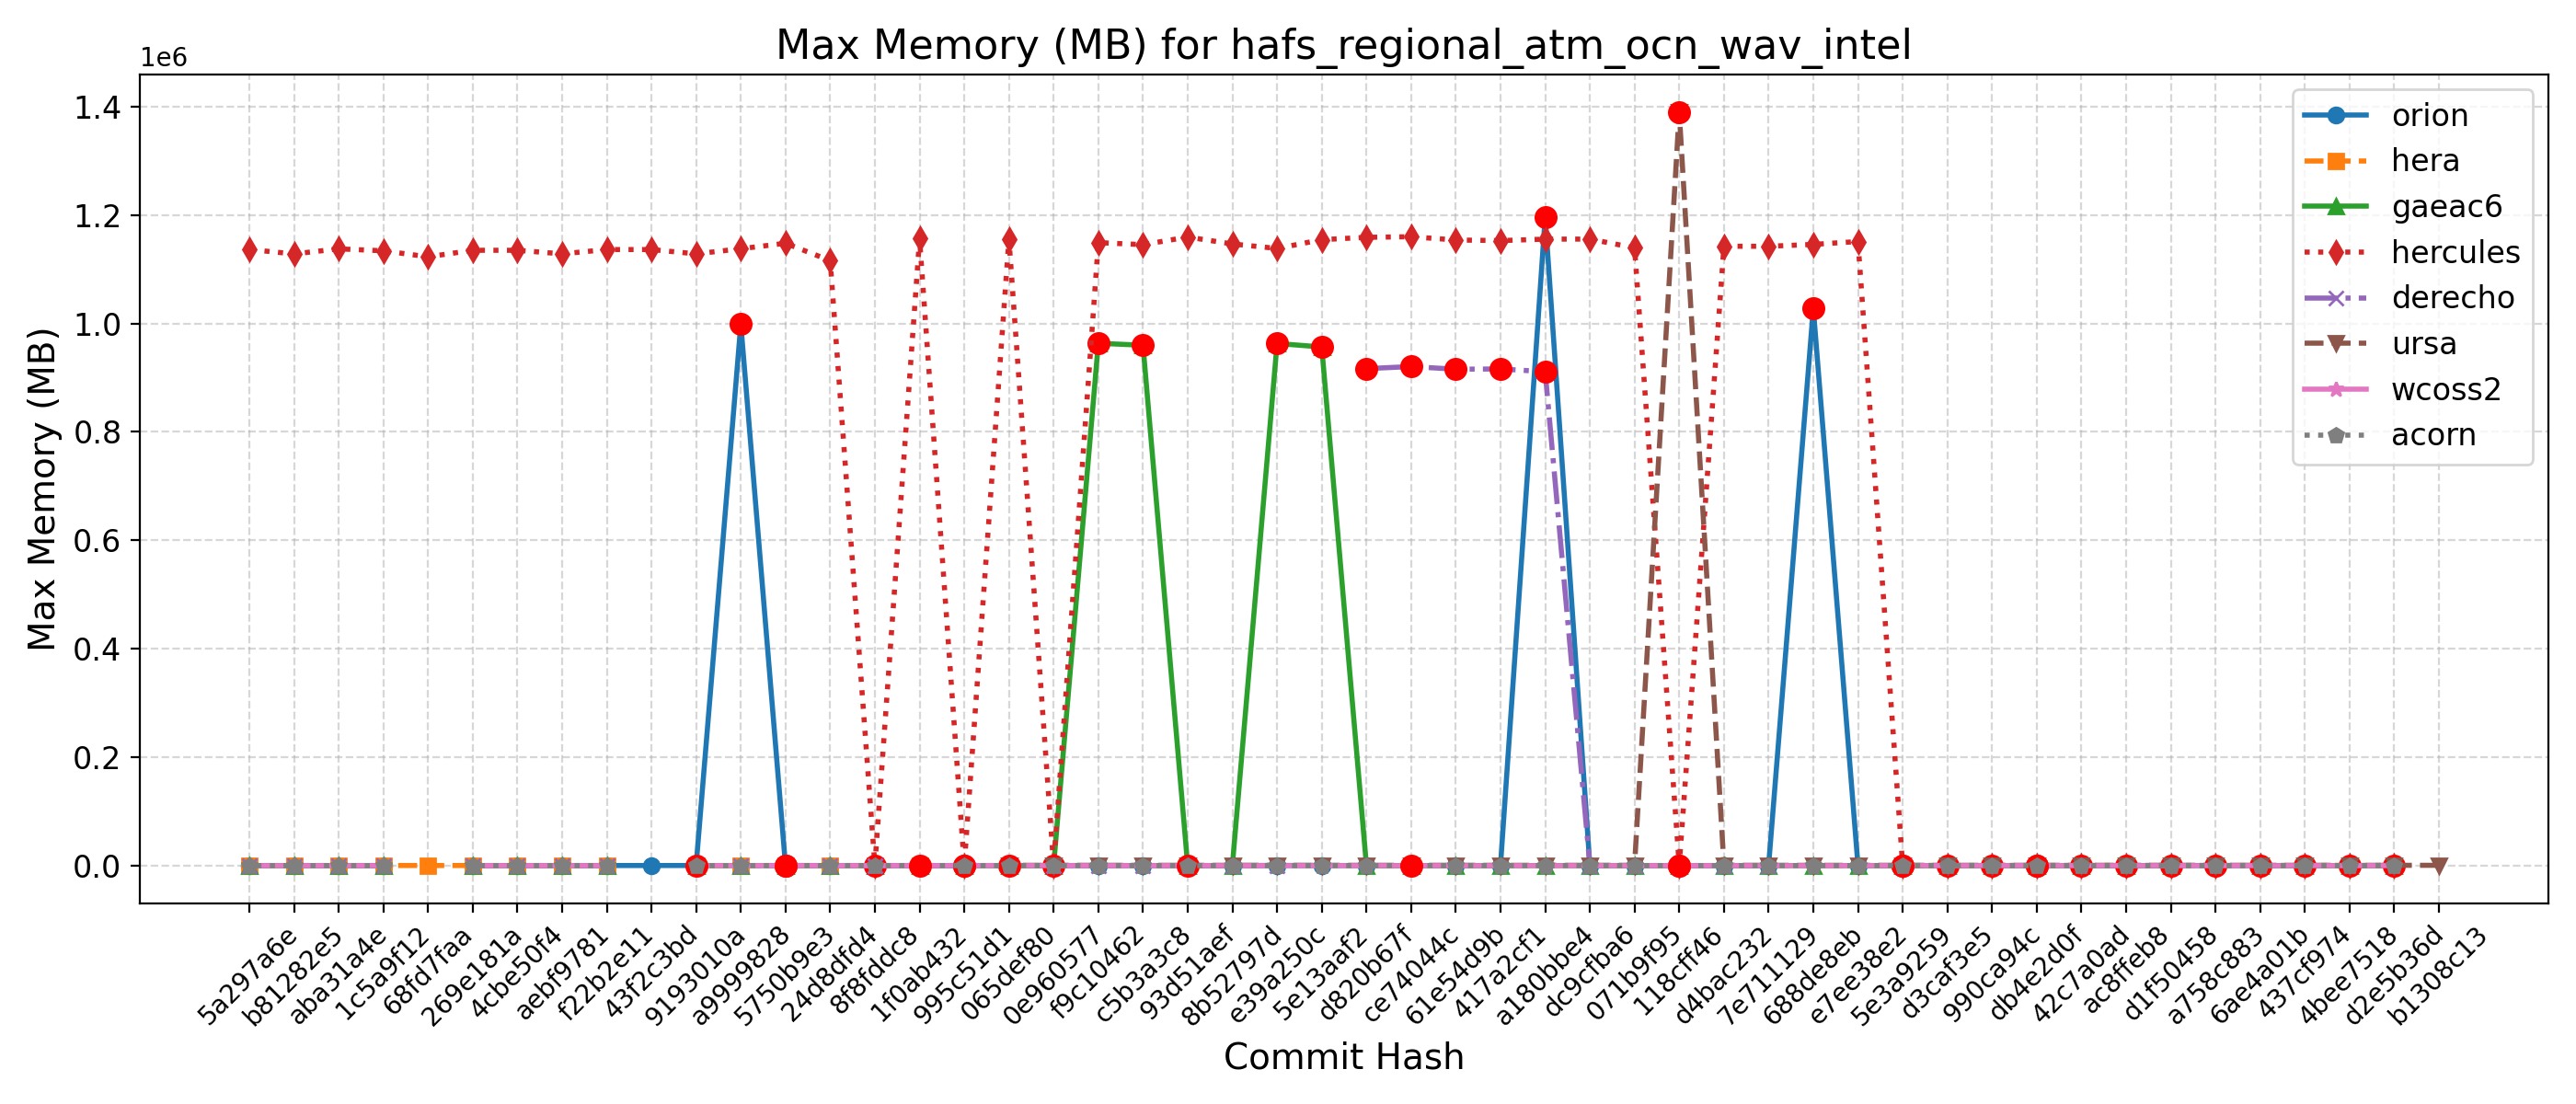 Max Memory (MB) for hafs_regional_atm_ocn_wav_intel
1e6
1.4
1.2
1.0
0.8
0.6
0.4
0.2
0.0
Max Memory (MB)
orion
hera
gaeac6
hercules
derecho
ursa
wcoss2
acorn
5a297a6e
b81282e5
aba31a4e
1c5a9f12
68fd7faa
269e181a
4cbe50f4
aebf9781
f22b2e11
43f2c3bd
9193010a
a9999828
5750b9e3
24d8dfd4
8f8fddc8
1f0ab432
995c51d1
065def80
0e960577
f9c10462
c5b3a3c8
93d51aef
8b52797d
e39a250c
5e13aaf2
d820b67f
ce74044c
61e54d9b
417a2cf1
a180bbe4
dc9cfba6
071b9f95
118cff46
d4bac232
7e711129
688de8eb
e7ee38e2
5e3a9259
d3caf3e5
990ca94c
db4e2d0f
42c7a0ad
ac8ffeb8
d1f50458
a758c883
6ae4a01b
437cf974
4bee7518
d2e5b36d
b1308c13
Commit Hash